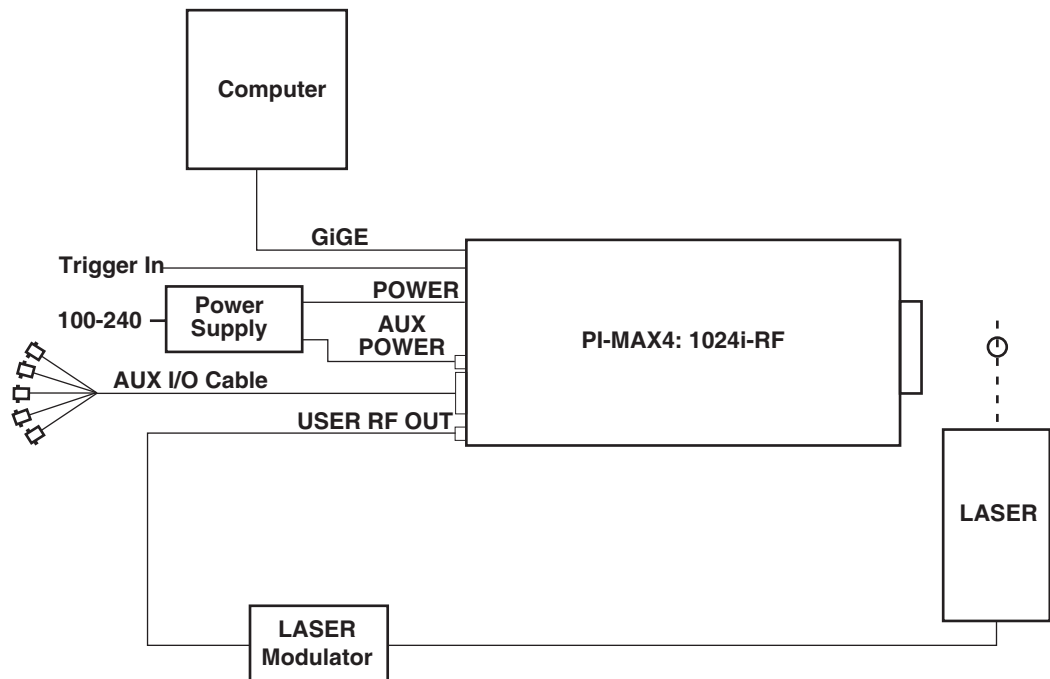 Computer
GiGE
Trigger In
POWER
Power
Supply
100-240
AUX
POWER
PI-MAX4: 1024i-RF
AUX I/O Cable
USER RF OUT
LASER
LASER
Modulator